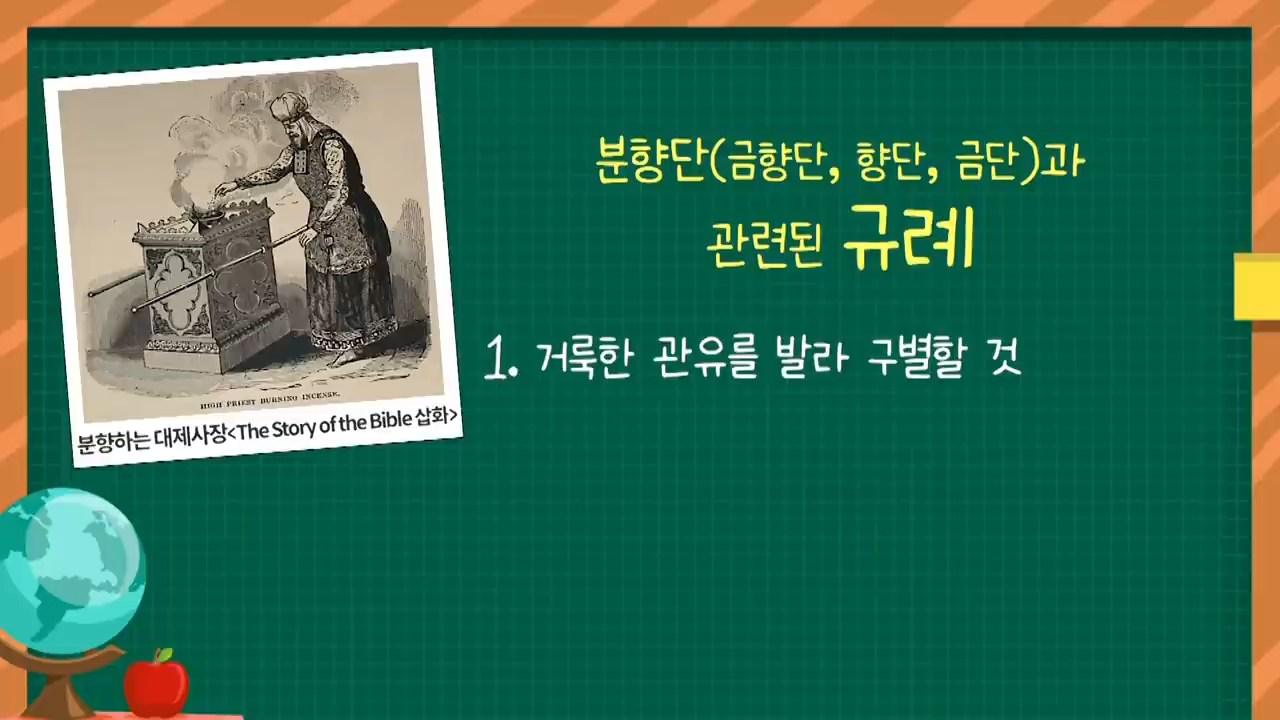 분향단(금향단, 향단, 금단)과
관련된 규례
1. 거룩한 관유를 발라 구별할 것
HIGH PRIEST BURNING INCENSE.
분향하는 대제사장<The Story of the Bible 삽화>